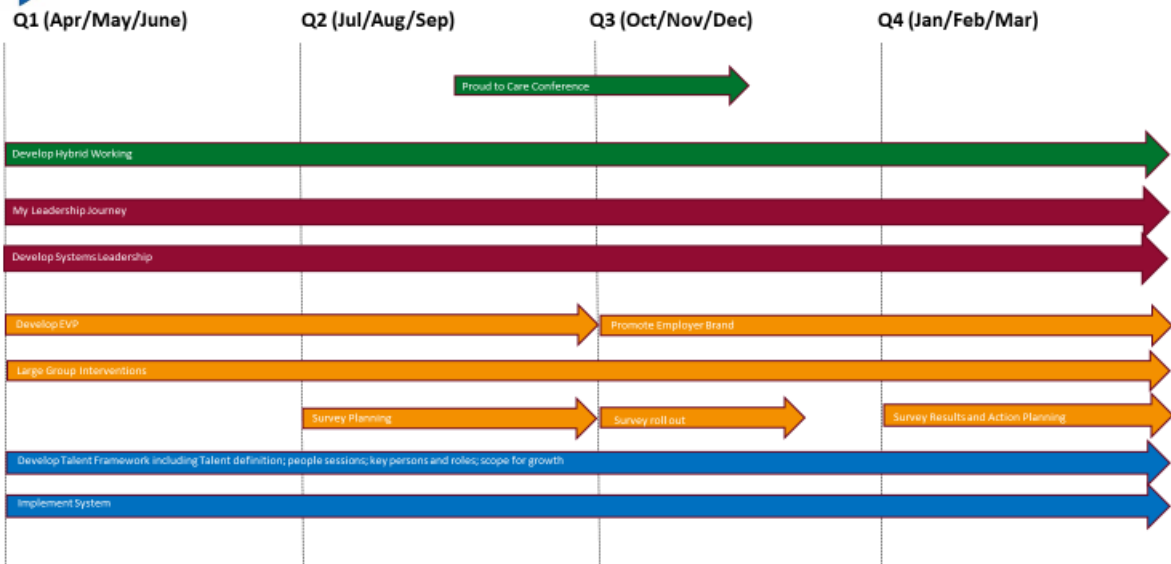 Q1 (Apr/May/June) Q2 (Jul/Aug/Sep) Q3 (Oct/Nov/Dec) Q4 (Jan/Feb/Mar)
Proud to Care Conference
Develop Hybrid Working
My Leadership Journey
Develop Systems Leadership
Develop EVP Promote Employer Brand
Large Group Interventions
Survey Planning Survey roll out Survey Results and Action Planning
Develop Talent Framework including Talent definition; people sessions; key persons and roles; scope for growth
Implement System